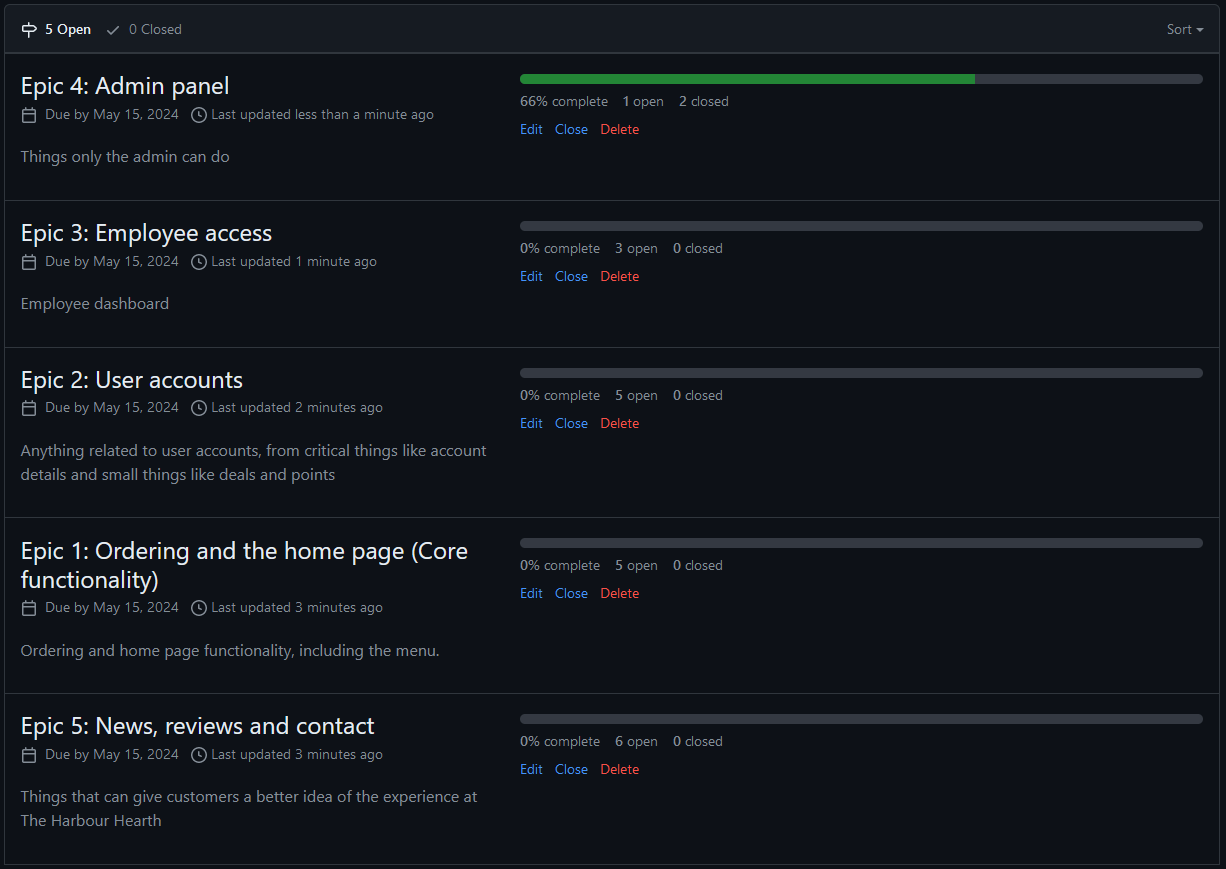 5 Open 0 Closed Sort
Epic 4: Admin panel
Due by May 15, 2024 Last updated less than a minute ago
66% complete 1 open 2 closed
Edit Close Delete
Things only the admin can do
Epic 3: Employee access
Due by May 15, 2024 Last updated 1 minute ago
0% complete 3 open 0 closed
Edit Close Delete
Employee dashboard
Epic 2: User accounts
Due by May 15, 2024 Last updated 2 minutes ago
0% complete 5 open 0 closed
Edit Close Delete
Anything related to user accounts, from critical things like account
details and small things like deals and points
Epic 1: Ordering and the home page (Core
functionality)
Due by May 15, 2024 Last updated 3 minutes ago
0% complete 5 open 0 closed
Edit Close Delete
Ordering and home page functionality, including the menu.
Epic 5: News, reviews and contact
Due by May 15, 2024 Last updated 3 minutes ago
0% complete 6 open 0 closed
Edit Close Delete
Things that can give customers a better idea of the experience at
The Harbour Hearth